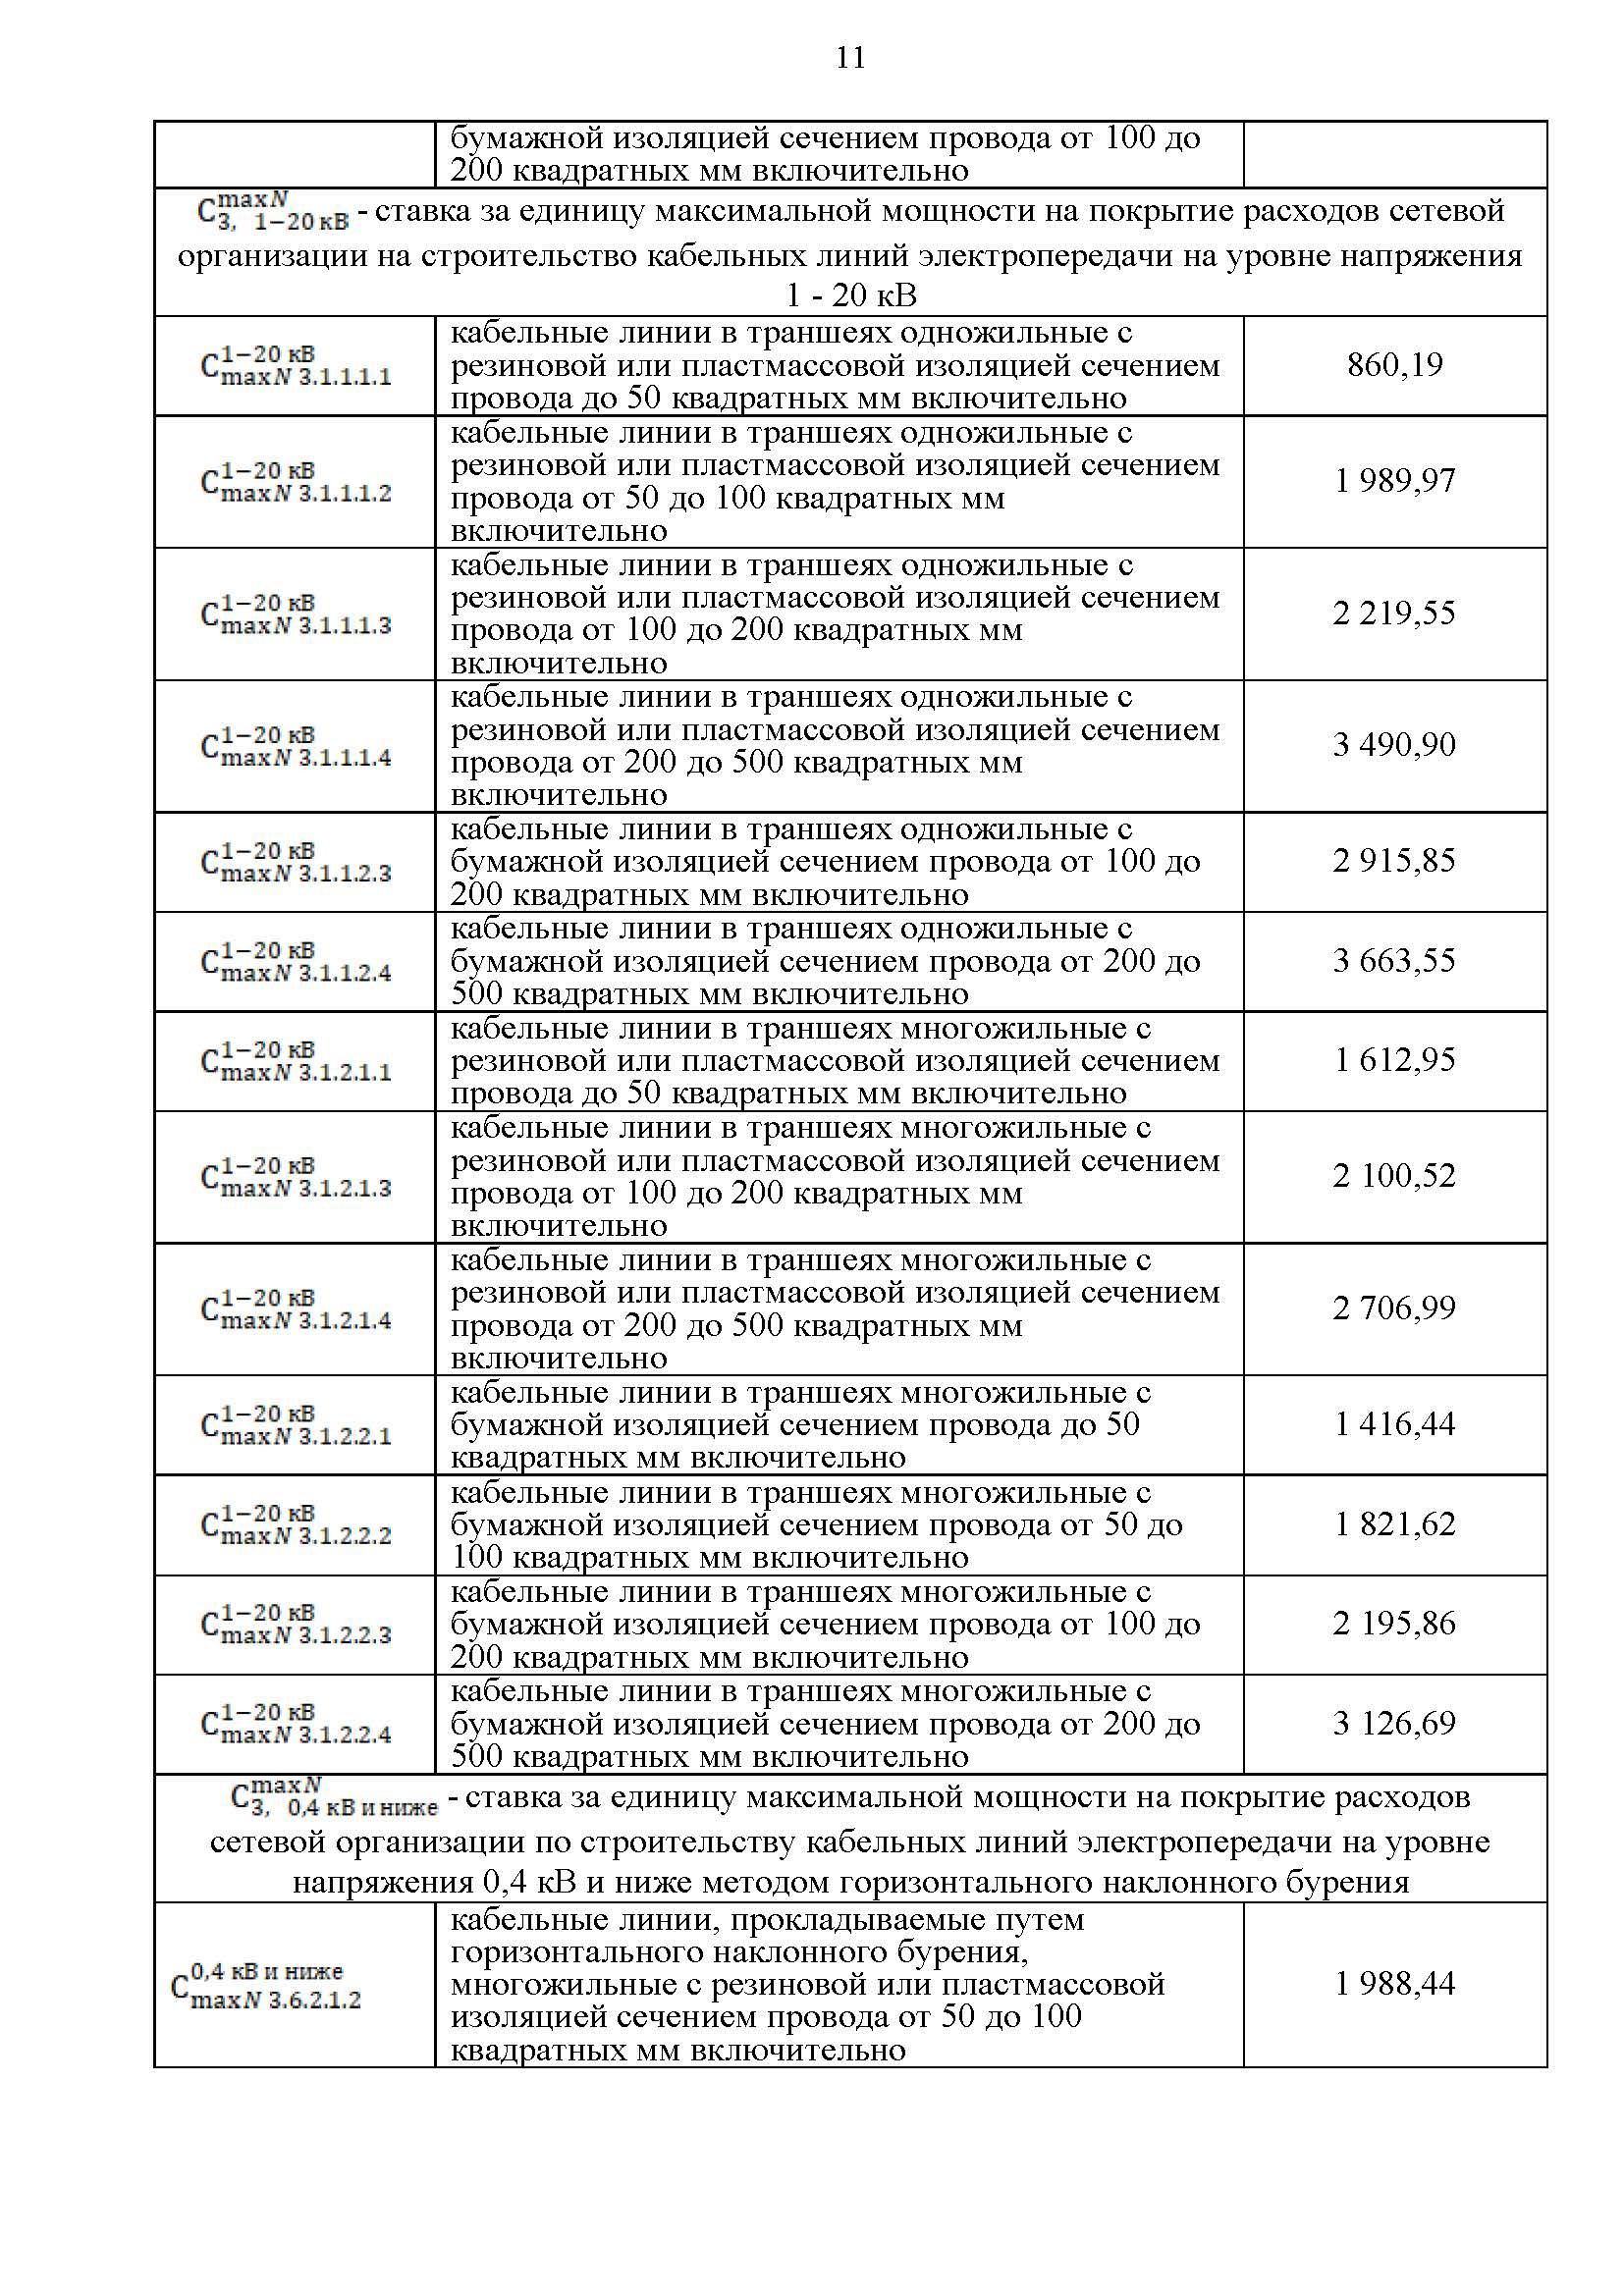 11
бумажной изоляцией сечением провода от 100 до
200 квадратных мм включительно
C maxN 3, 1−20 кВ - ставка за единицу максимальной мощности на покрытие расходов сетевой
организации на строительство кабельных линий электропередачи на уровне напряжения
1 - 20 кВ
C 1−20 кВ maxN 3.1.1.1.1
кабельные линии в траншеях одножильные с
резиновой или пластмассовой изоляцией сечением
провода до 50 квадратных мм включительно
860,19
C 1−20 кВ maxN 3.1.1.1.2
кабельные линии в траншеях одножильные с
резиновой или пластмассовой изоляцией сечением
провода от 50 до 100 квадратных мм
включительно
1 989,97
C 1−20 кВ maxN 3.1.1.1.3
кабельные линии в траншеях одножильные с
резиновой или пластмассовой изоляцией сечением
провода от 100 до 200 квадратных мм
включительно
2 219,55
C 1−20 кВ maxN 3.1.1.1.4
кабельные линии в траншеях одножильные с
резиновой или пластмассовой изоляцией сечением
провода от 200 до 500 квадратных мм
включительно
3 490,90
C 1−20 кВ maxN 3.1.1.2.3
кабельные линии в траншеях одножильные с
бумажной изоляцией сечением провода от 100 до
200 квадратных мм включительно
2 915,85
C 1−20 кВ maxN 3.1.1.2.4
кабельные линии в траншеях одножильные с
бумажной изоляцией сечением провода от 200 до
500 квадратных мм включительно
3 663,55
C 1−20 кВ maxN 3.1.2.1.1
кабельные линии в траншеях многожильные с
резиновой или пластмассовой изоляцией сечением
провода до 50 квадратных мм включительно
1 612,95
C 1−20 кВ maxN 3.1.2.1.3
кабельные линии в траншеях многожильные с
резиновой или пластмассовой изоляцией сечением
провода от 100 до 200 квадратных мм
включительно
2 100,52
C 1−20 кВ maxN 3.1.2.1.4
кабельные линии в траншеях многожильные с
резиновой или пластмассовой изоляцией сечением
провода от 200 до 500 квадратных мм
включительно
2 706,99
C 1−20 кВ maxN 3.1.2.2.1
кабельные линии в траншеях многожильные с
бумажной изоляцией сечением провода до 50
квадратных мм включительно
1 416,44
C 1−20 кВ maxN 3.1.2.2.2
кабельные линии в траншеях многожильные с
бумажной изоляцией сечением провода от 50 до
100 квадратных мм включительно
1 821,62
C 1−20 кВ maxN 3.1.2.2.3
кабельные линии в траншеях многожильные с
бумажной изоляцией сечением провода от 100 до
200 квадратных мм включительно
2 195,86
C 1−20 кВ maxN 3.1.2.2.4
кабельные линии в траншеях многожильные с
бумажной изоляцией сечением провода от 200 до
500 квадратных мм включительно
3 126,69
C maxN 3, 0,4 кВ и ниже - ставка за единицу максимальной мощности на покрытие расходов
сетевой организации по строительству кабельных линий электропередачи на уровне
напряжения 0,4 кВ и ниже методом горизонтального наклонного бурения
C 0,4 кВ и ниже maxN 3.6.2.1.2
кабельные линии, прокладываемые путем
горизонтального наклонного бурения,
многожильные с резиновой или пластмассовой
изоляцией сечением провода от 50 до 100
квадратных мм включительно
1 988,44